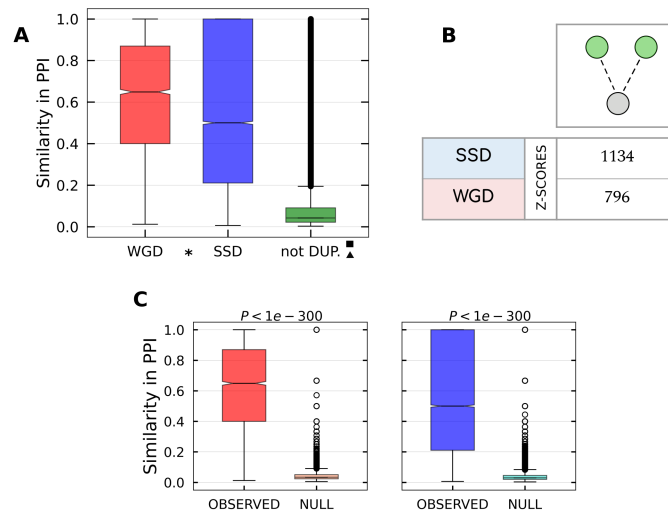 A
Similarity in PPI
1.0
0.8
0.6
0.4
0.2
0.0
WGD * SSD not DUP. ■
▲
B
SSD
WGD
Z-SCORES
1134
796
C
P < 1e − 300
P < 1e − 300
Similarity in PPI
1.0
0.8
0.6
0.4
0.2
0.0
OBSERVED NULL
OBSERVED NULL